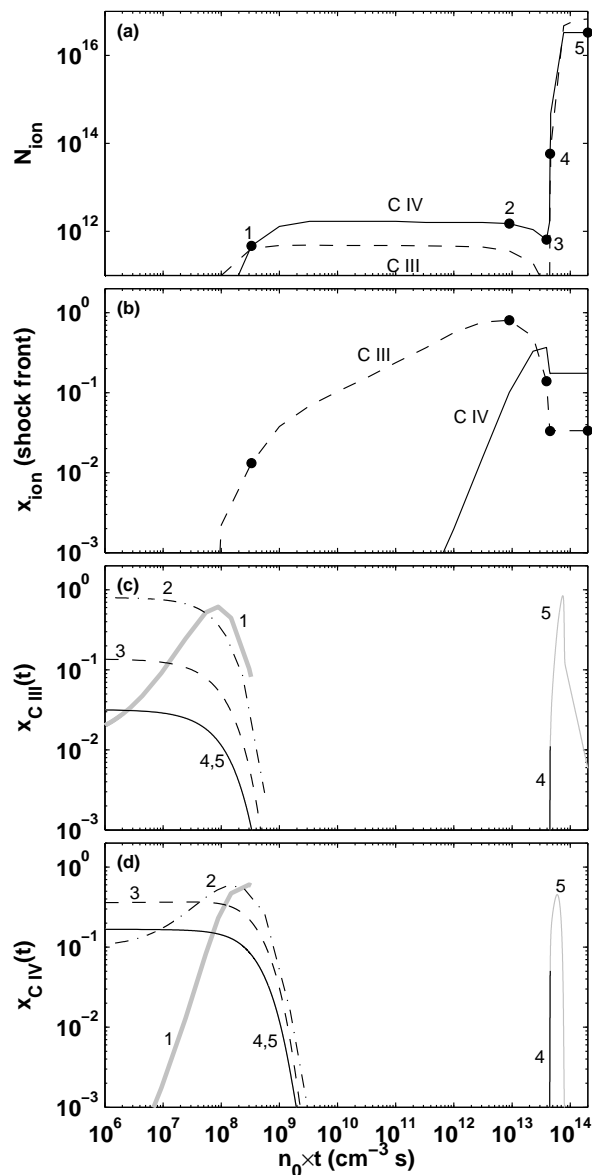 (a)
10^16
10^14
10^12
N_ion
1
2
3
4
5
C IV
C III
(b)
10^0
10^-1
10^-2
10^-3
x_ion (shock front)
C III
C IV
(c)
10^0
10^-1
10^-2
10^-3
x_C III(t)
2
1
3
4,5
5
4
(d)
10^0
10^-1
10^-2
10^-3
x_C IV(t)
3
2
1
4,5
5
4
10^6 10^7 10^8 10^9 10^10 10^11 10^12 10^13 10^14
n_0×t (cm^-3 s)